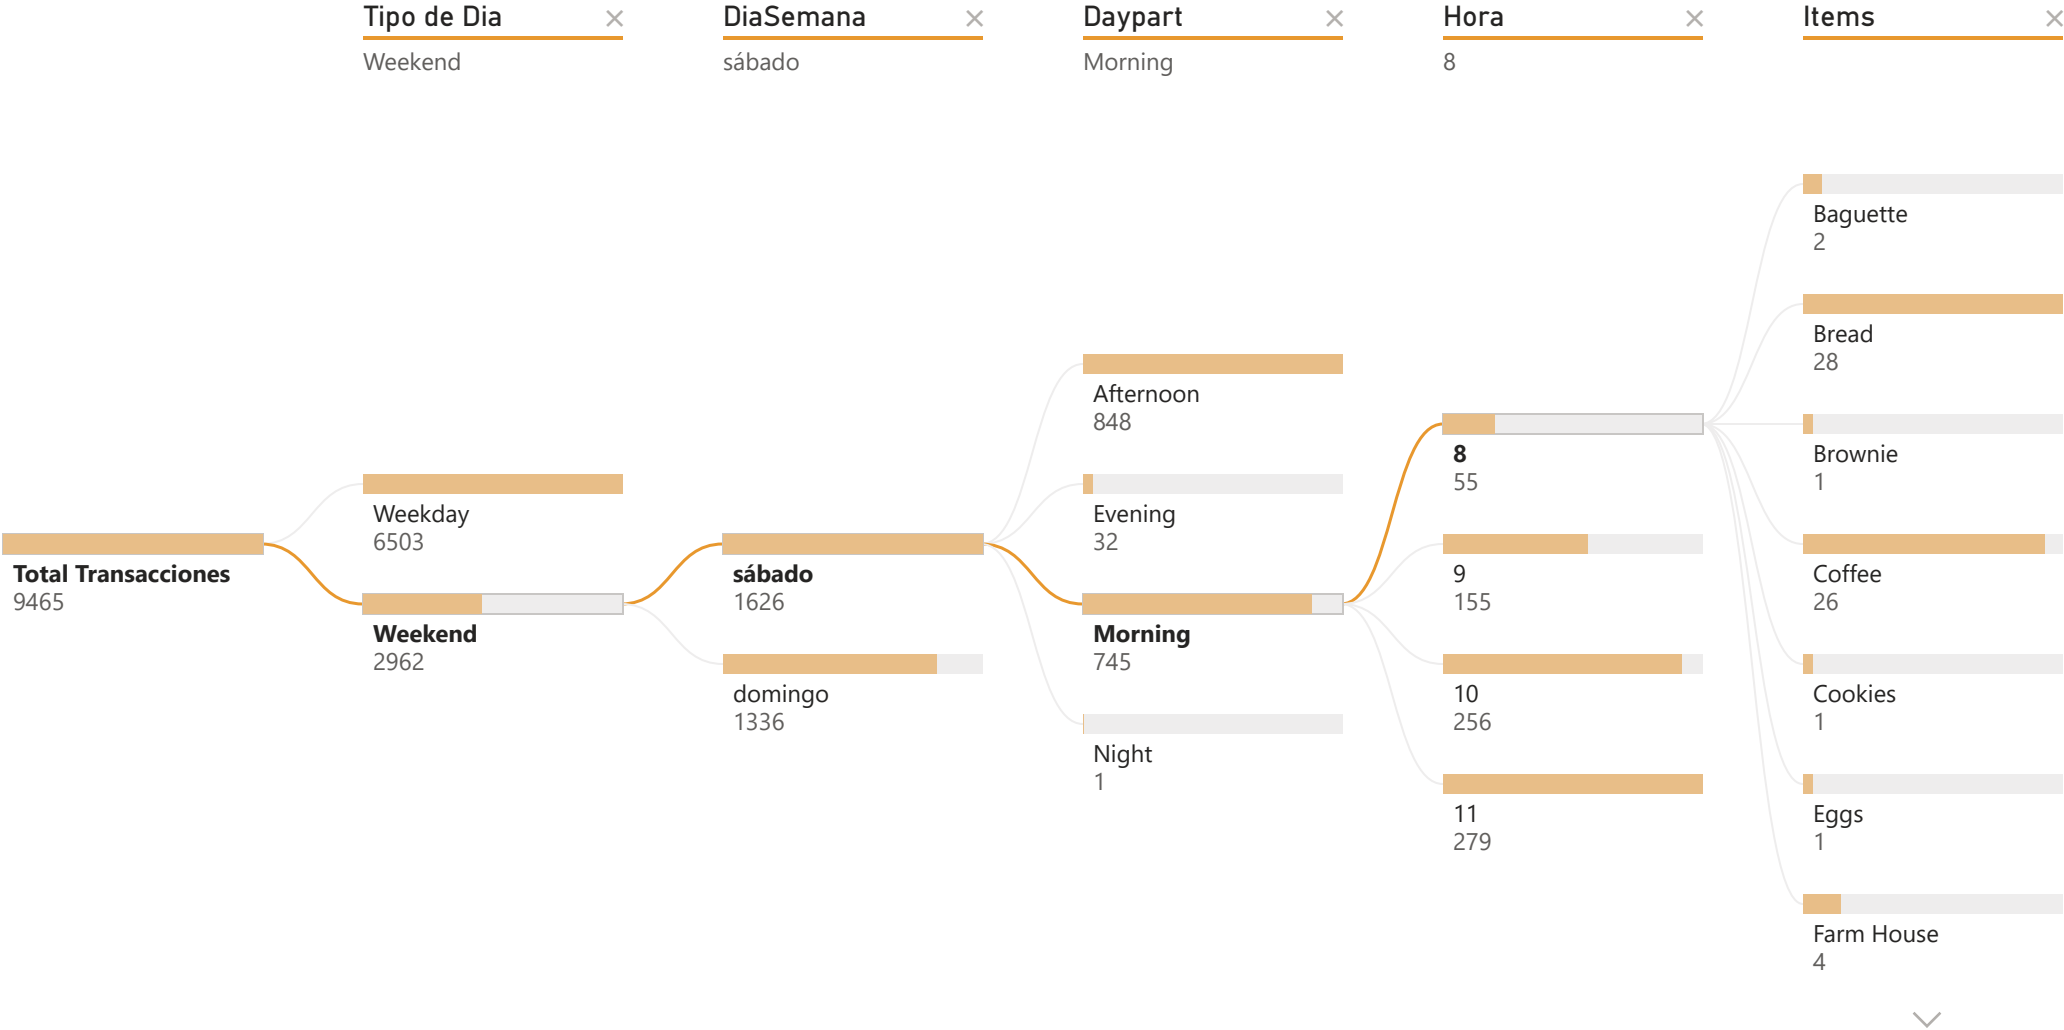 Tipo de Dia
Weekend
DiaSemana
sábado
Daypart
Morning
Hora
8
Items
Total Transacciones
9465
Weekday
6503
Weekend
2962
sábado
1626
domingo
1336
Afternoon
848
Evening
32
Morning
745
Night
1
8
55
9
155
10
256
11
279
Baguette
2
Bread
28
Brownie
1
Coffee
26
Cookies
1
Eggs
1
Farm House
4